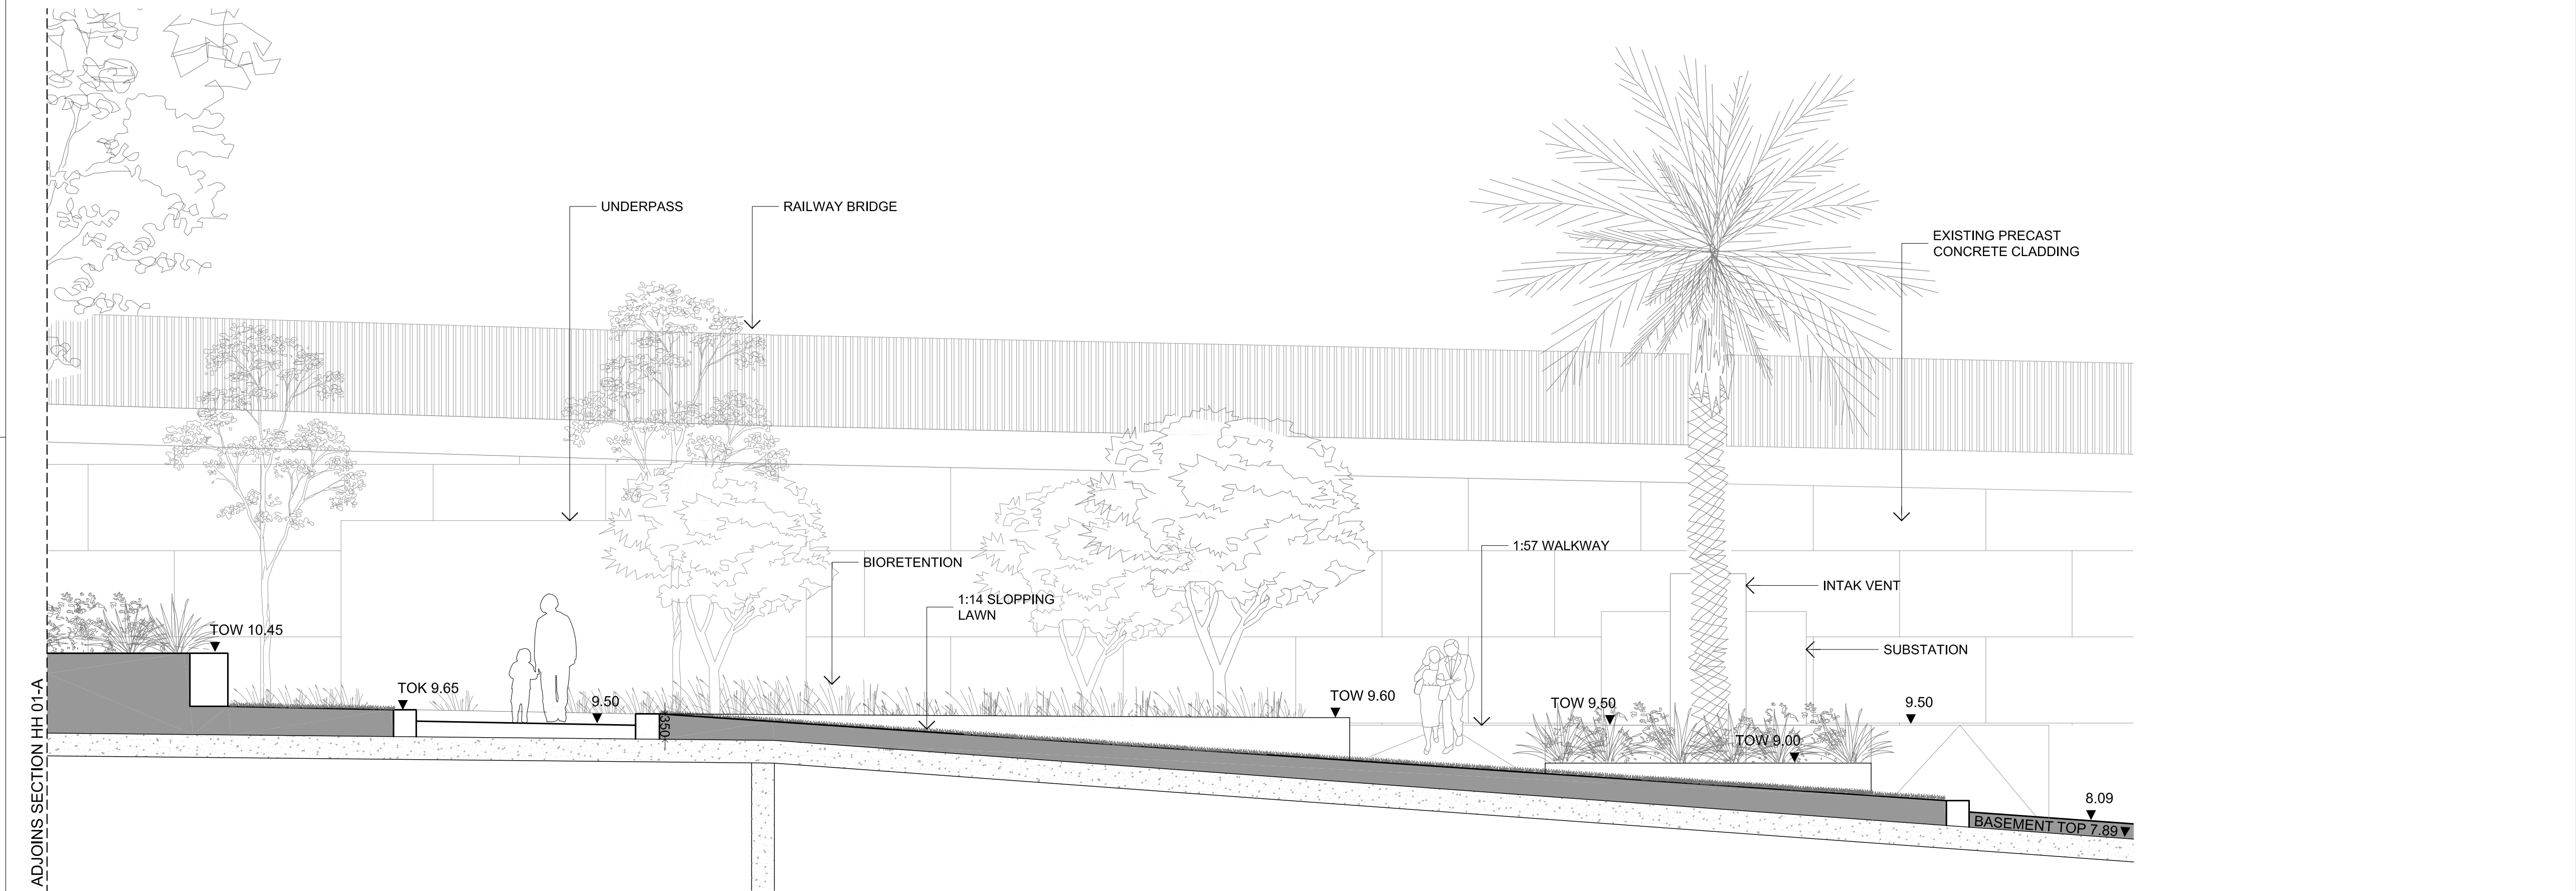 UNDERPASS
RAILWAY BRIDGE
EXISTING PRECAST
CONCRETE CLADDING
1:57 WALKWAY
BIORETENTION
INTAK VENT
1:14 SLOPPING
LAWN
TOW 10.45
SUBSTATION
TOK 9.65
9.50
350
TOW 9.60
TOW 9.50
9.50
TOW 9.00
8.09
BASEMENT TOP 7.89
ADJOINS SECTION HH 01-A